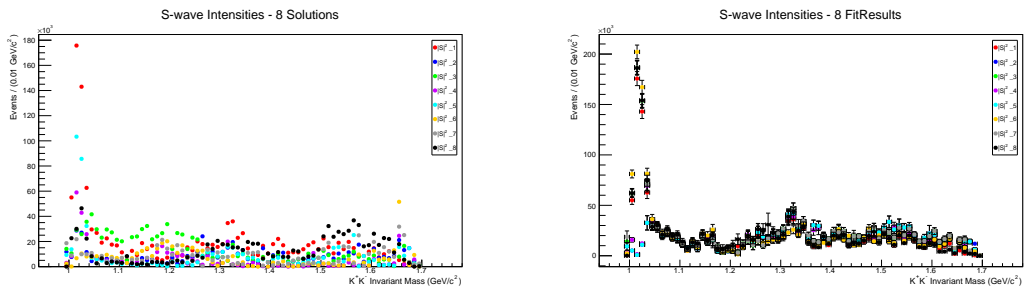 S-wave Intensities - 8 Solutions
×10³
Events / (0.01 GeV/c²)
180
160
140
120
100
80
60
40
20
0
1
1.1
1.2
1.3
1.4
1.5
1.6
1.7
K⁺K⁻ Invariant Mass (GeV/c²)
|S|²_1
|S|²_2
|S|²_3
|S|²_4
|S|²_5
|S|²_6
|S|²_7
|S|²_8
S-wave Intensities - 8 FitResults
×10³
Events / (0.01 GeV/c²)
200
150
100
50
0
1
1.1
1.2
1.3
1.4
1.5
1.6
1.7
K⁺K⁻ Invariant Mass (GeV/c²)
|S|²_1
|S|²_2
|S|²_3
|S|²_4
|S|²_5
|S|²_6
|S|²_7
|S|²_8